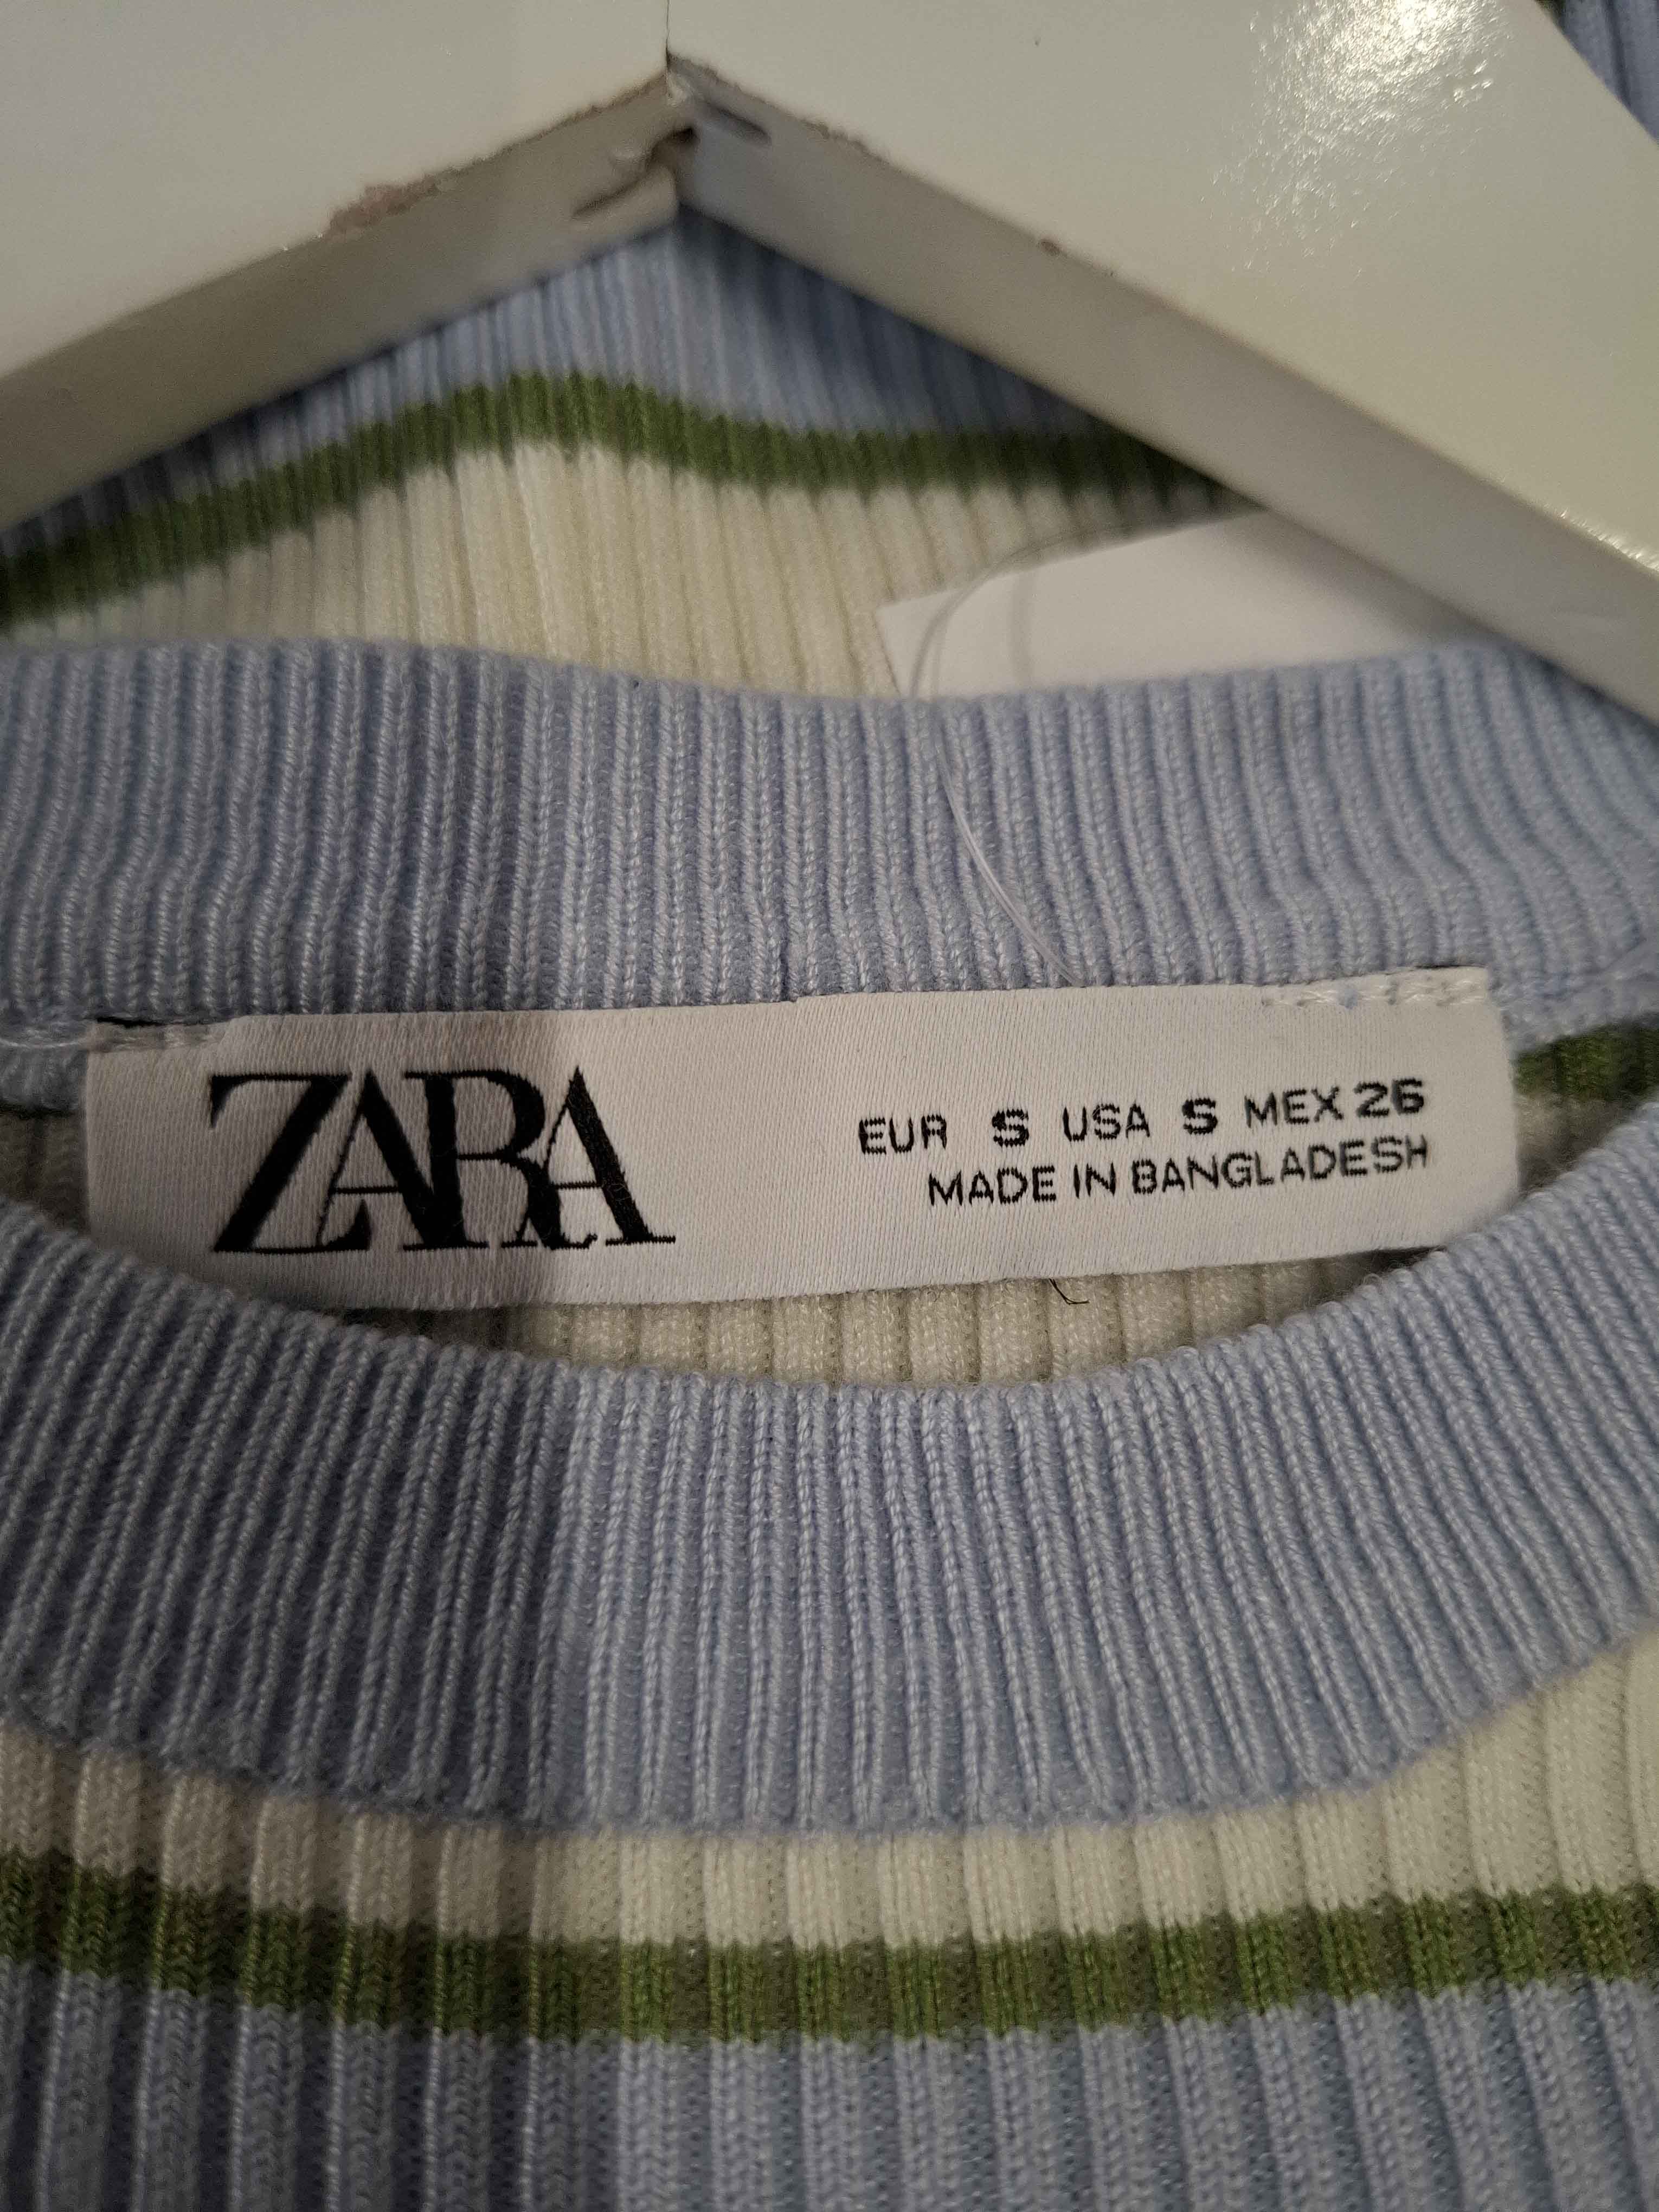 ZARA
EUR S USA S MEX 26
MADE IN BANGLADESH